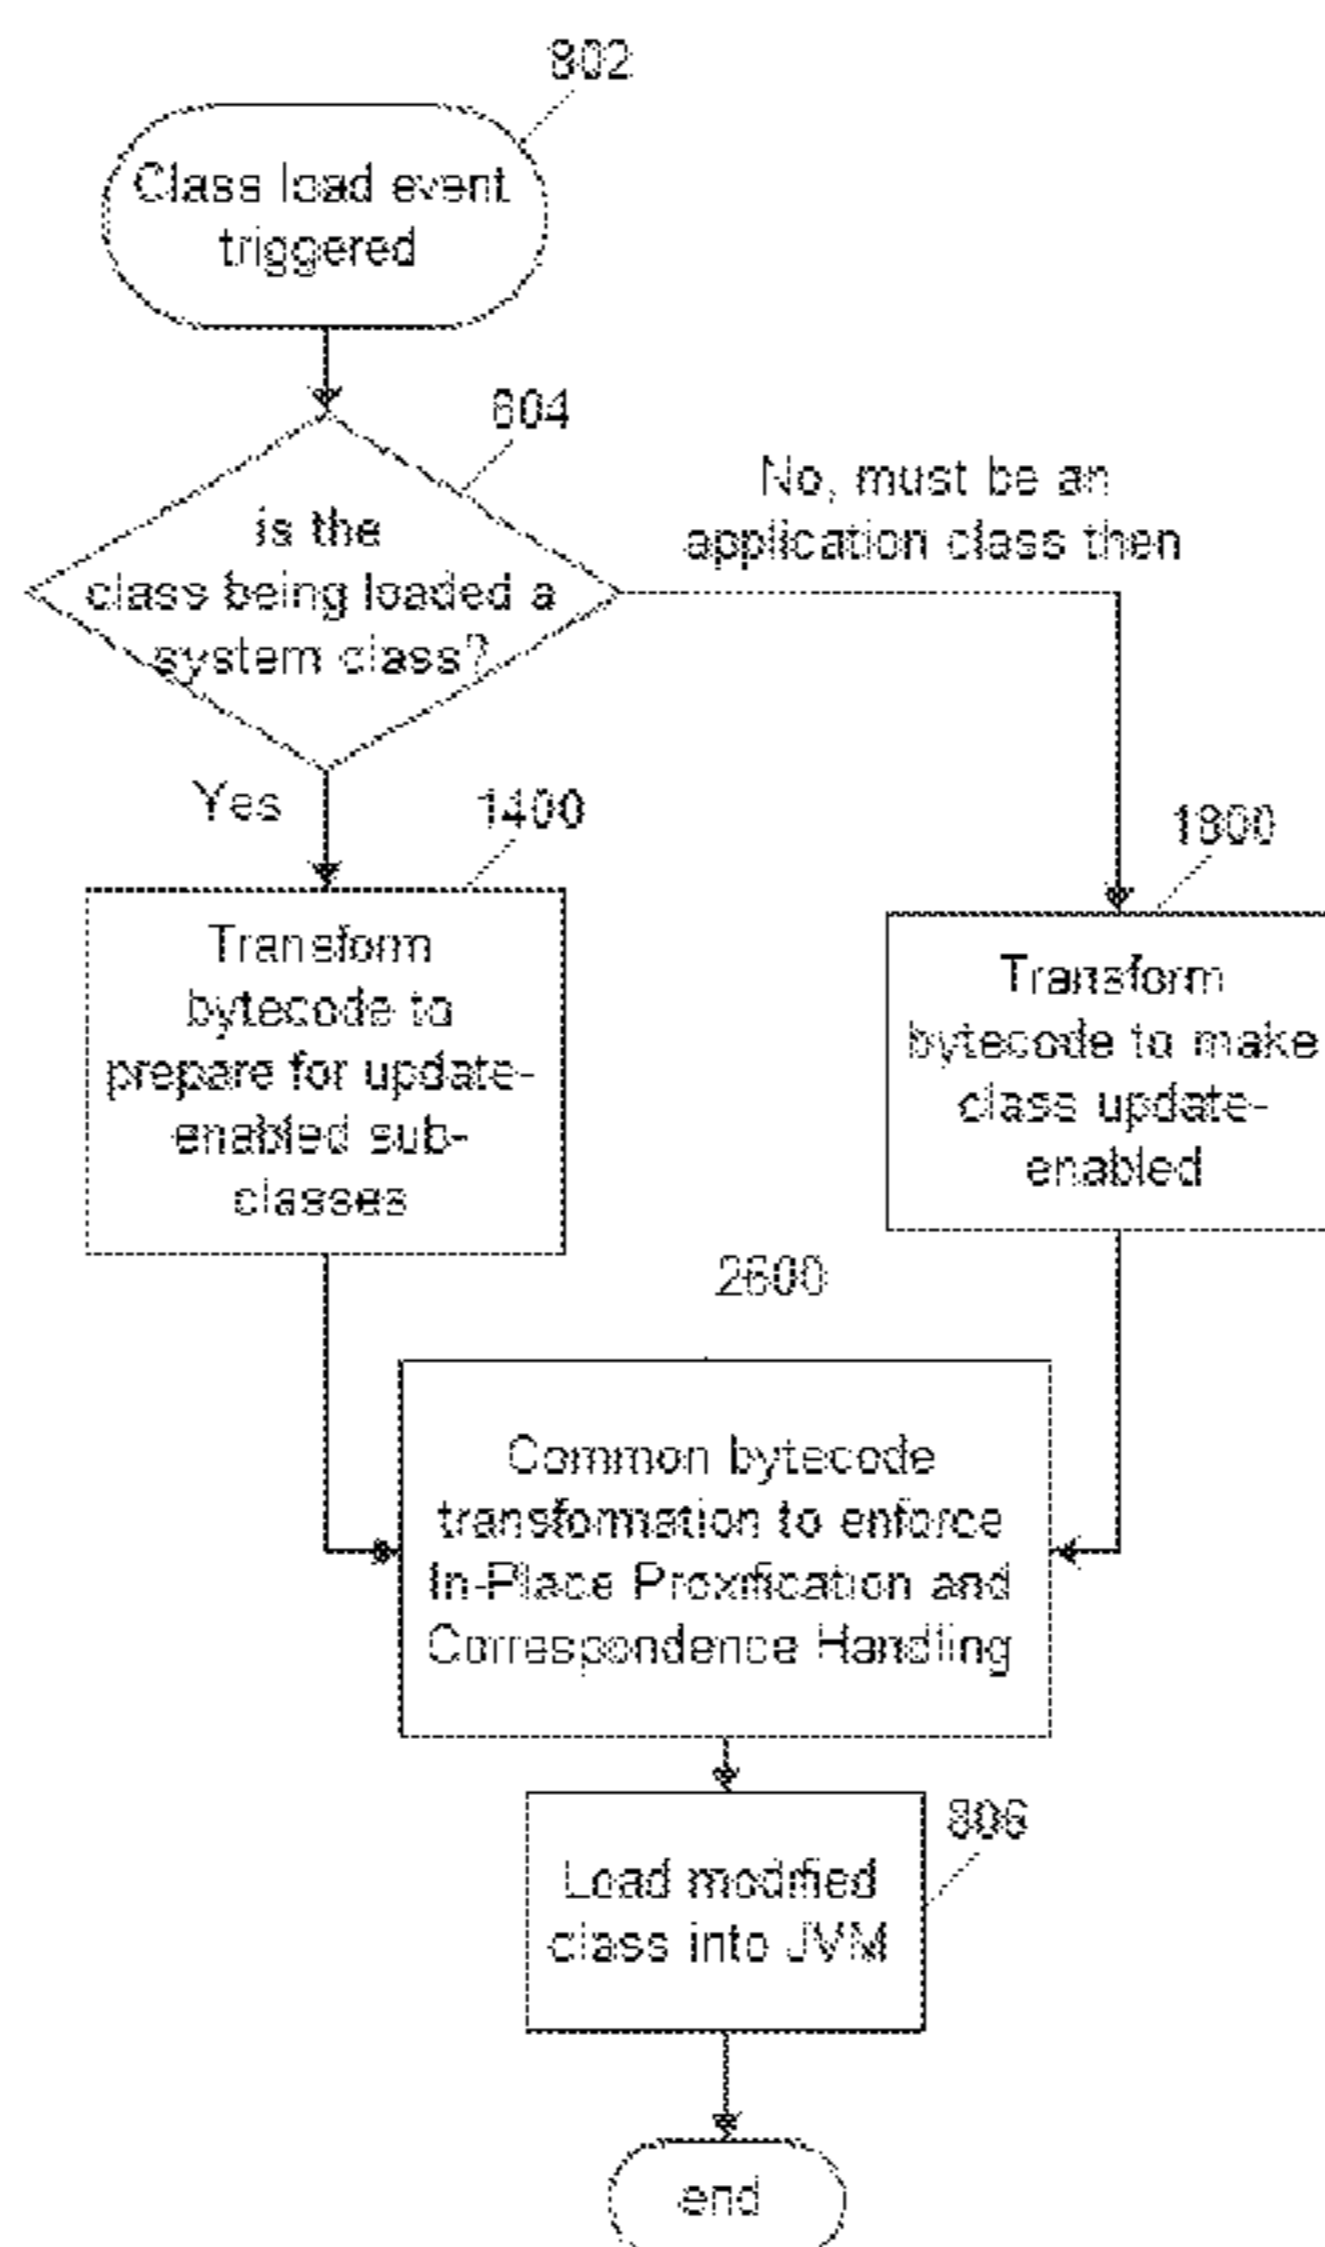 802
Class load event
triggered
804
is the
class being loaded a
system class?
No, must be an
application class then
Yes
1400
1800
Transform
bytecode to
prepare for update-
enabled sub-
classes
Transform
bytecode to make
class update-
enabled
2600
Common bytecode
transformation to enforce
In-Place Proxification and
Correspondence Handling
806
Load modified
class into JVM
end